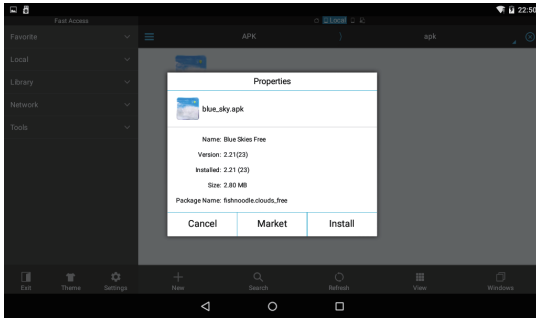 22:50
Fast Access
Local
Favorite
APK
apk
Local
Library
Network
Tools
Properties
blue_sky.apk
Name: Blue Skies Free
Version: 2.21(23)
Installed: 2.21 (23)
Size: 2.80 MB
Package Name: fishnoodle.clouds_free
Cancel Market Install
Exit Theme Settings New Search Refresh View Windows